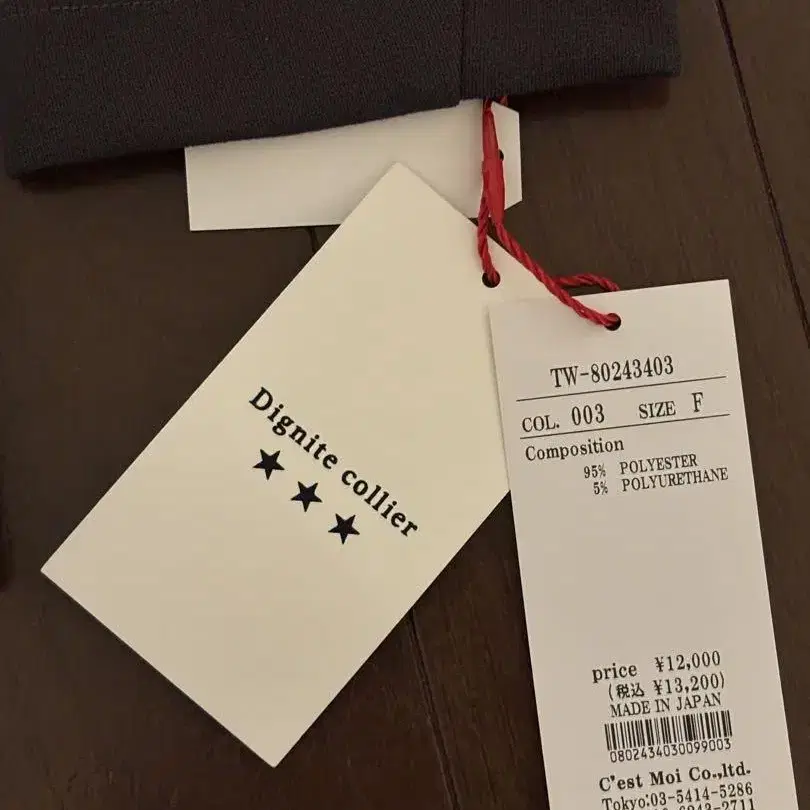 Dignite collier
★★★
TW-80243403
COL. 003 SIZE F
Composition
95% POLYESTER
5% POLYURETHANE
price ¥12,000
(税込 ¥13,200)
MADE IN JAPAN
0802434030099003
C'est Moi Co.,ltd.
Tokyo:03-5414-5286